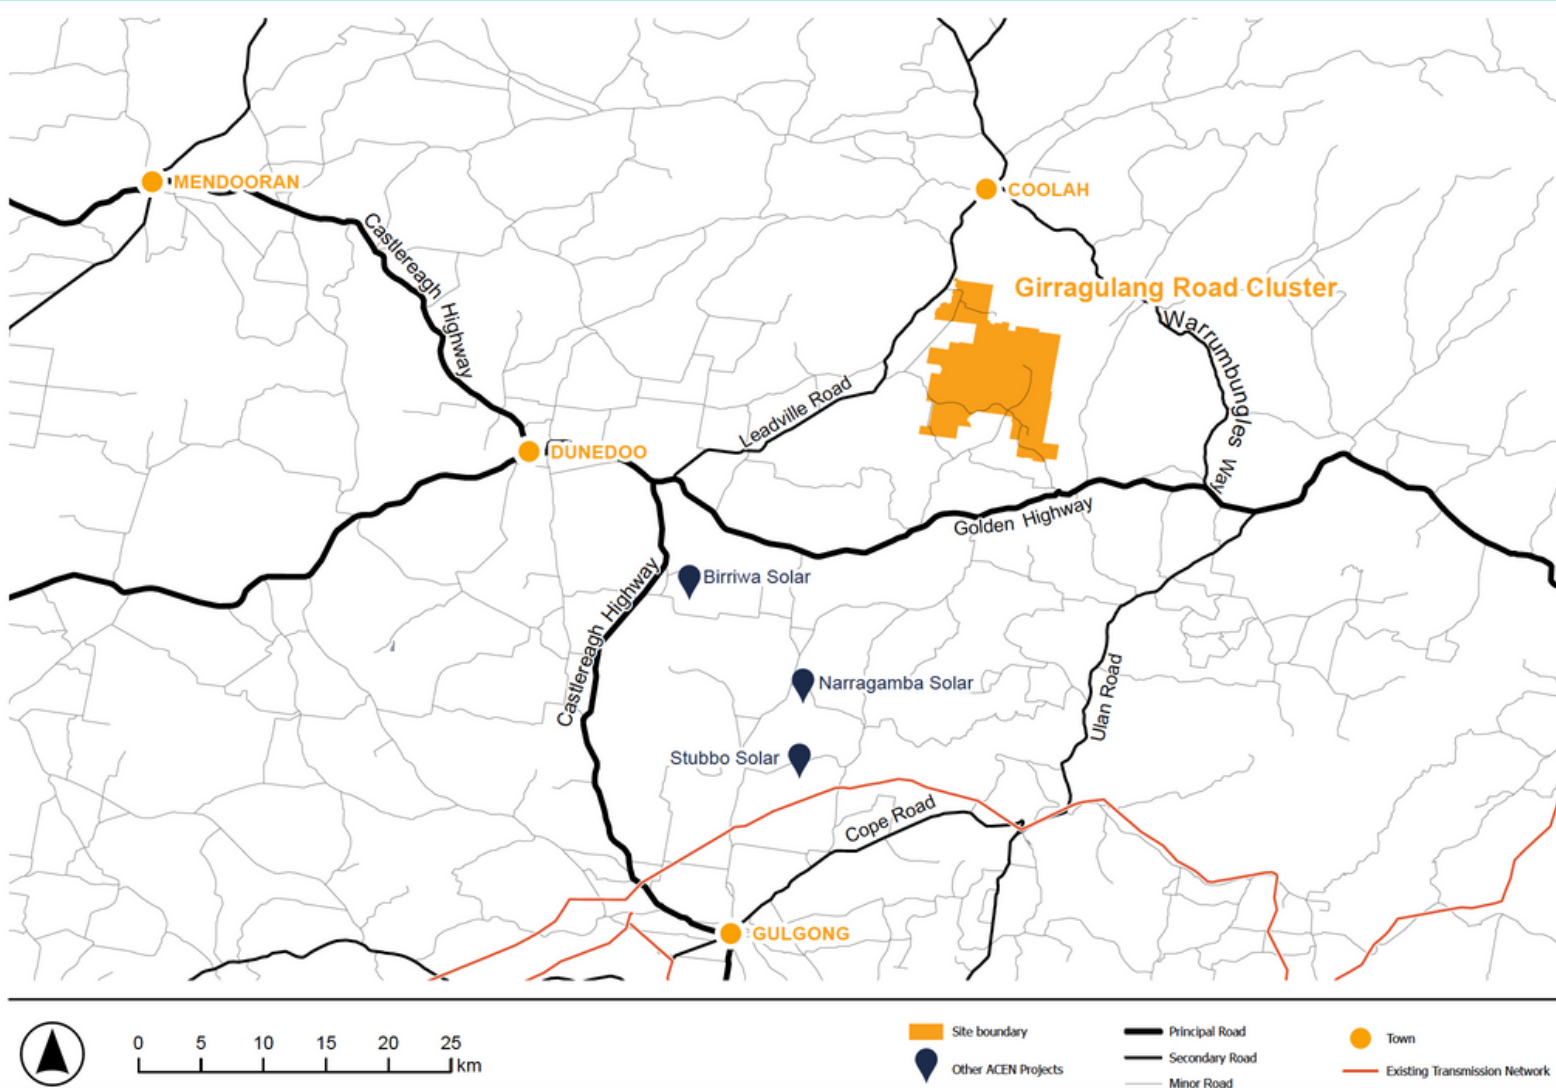 MENDOORAN
COOLAH
Castlereagh Highway
Girragulang Road Cluster
Warrumbungles Way
Leadville Road
DUNEDOO
Golden Highway
Birriwa Solar
Castlereagh Highway
Narragamba Solar
Ulan Road
Stubbo Solar
Cope Road
GULGONG
0 5 10 15 20 25
km
Site boundary
Other ACEN Projects
Principal Road
Secondary Road
Minor Road
Town
Existing Transmission Network